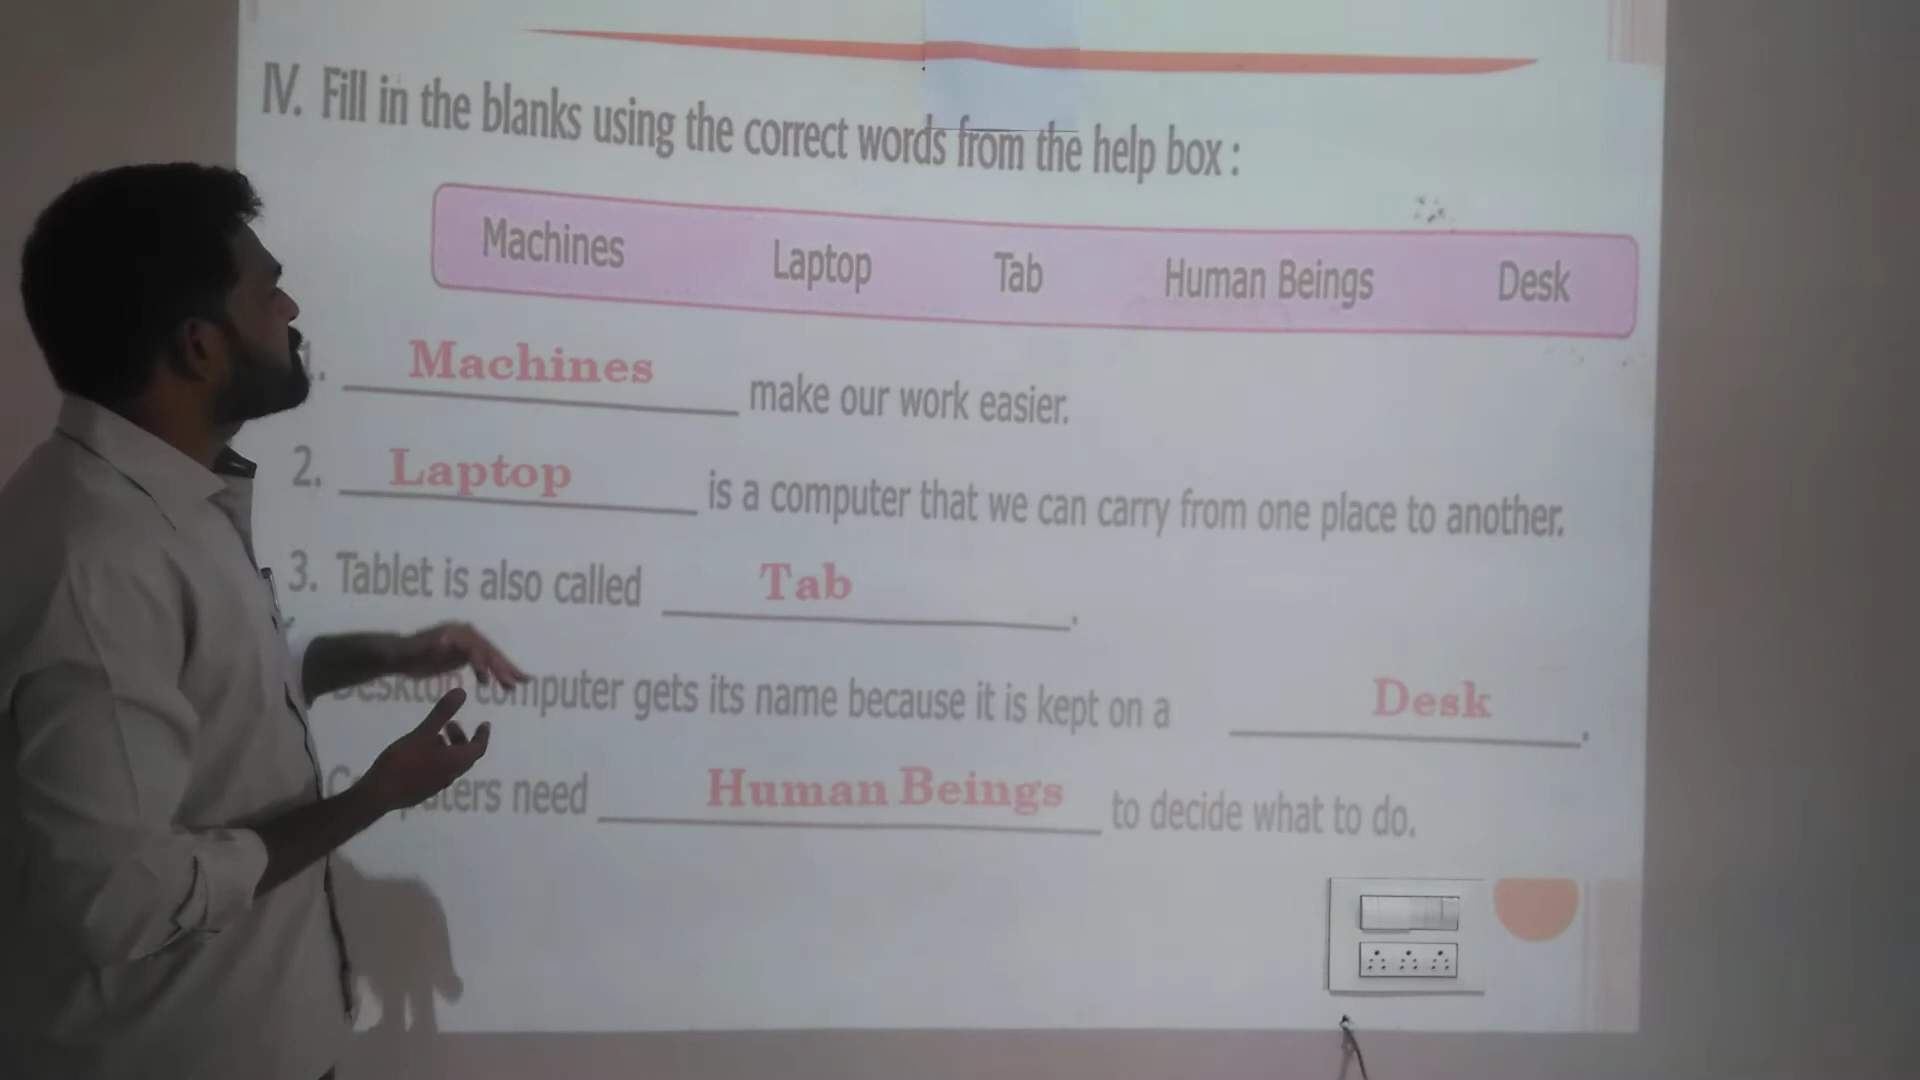 IV. Fill in the blanks using the correct words from the help box :
Machines Laptop Tab Human Beings Desk
1. Machines make our work easier.
2. Laptop is a computer that we can carry from one place to another.
3. Tablet is also called Tab.
Desktop computer gets its name because it is kept on a Desk.
Computers need Human Beings to decide what to do.